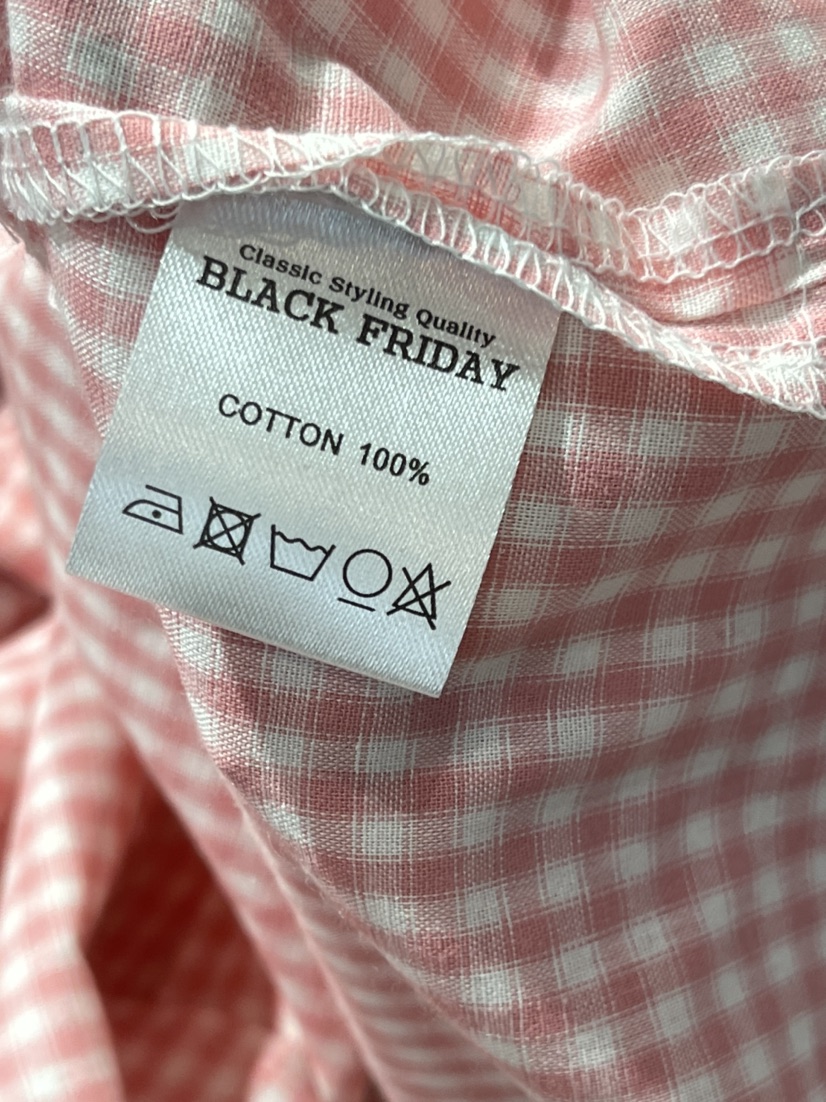 Classic Styling Quality
BLACK FRIDAY
COTTON 100%